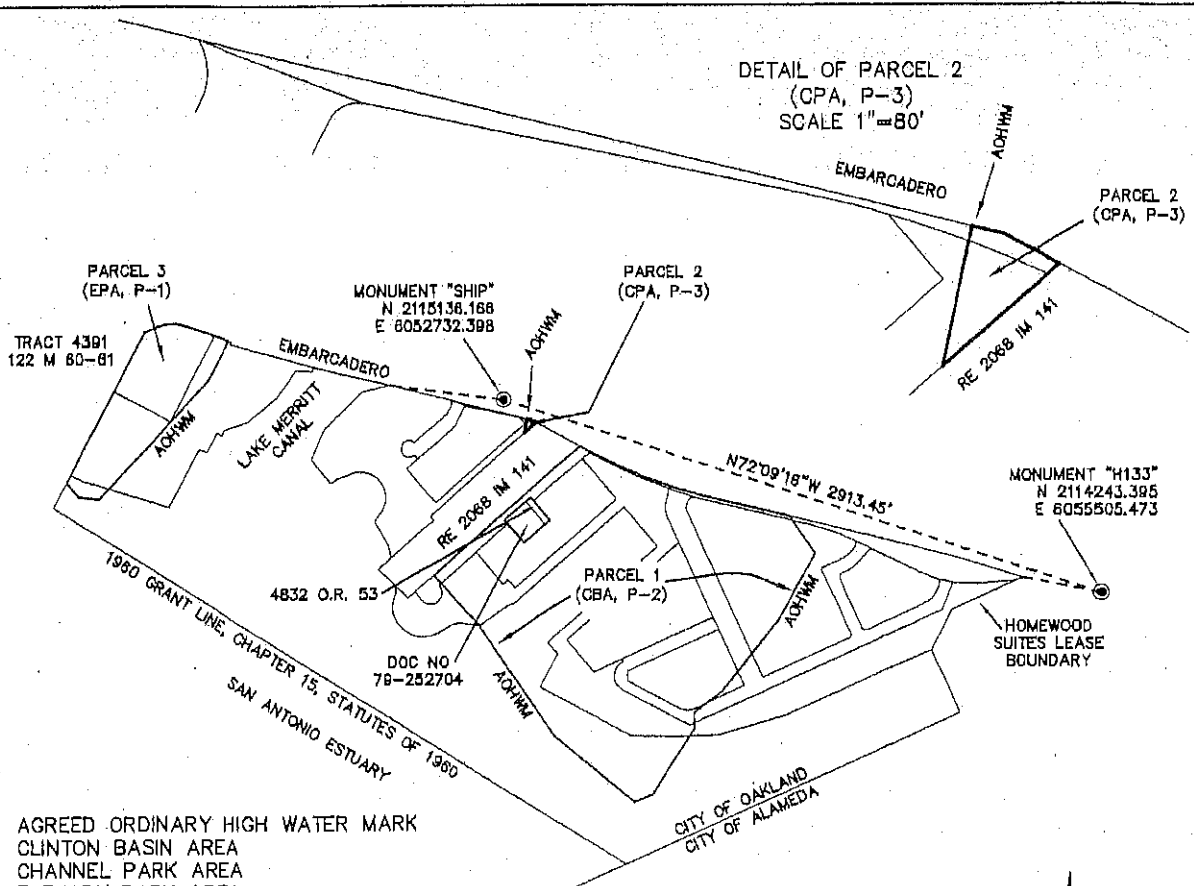 DETAIL OF PARCEL 2
(CPA, P-3)
SCALE 1"=80'
AOHWM
EMBARCADERO
PARCEL 2
(CPA, P-3)
RE 2068 IM 141
PARCEL 3
(EPA, P-1)
TRACT 4391
122 M 60-61
MONUMENT "SHIP"
N 2115136.166
E 6052732.398
PARCEL 2
(CPA, P-3)
AOHWM
EMBARCADERO
AOHWM
LAKE MERRITT
CANAL
RE 2068 IM 141
N72°09'18"W 2913.45'
MONUMENT "H133"
N 2114243.395
E 6055505.473
4832 O.R. 53
PARCEL 1
(CBA, P-2)
AOHWM
HOMEWOOD
SUITES LEASE
BOUNDARY
DOC NO
79-252704
AOHWM
1960 GRANT LINE, CHAPTER 15, STATUTES OF 1960
SAN ANTONIO ESTUARY
CITY OF OAKLAND
CITY OF ALAMEDA
AGREED ORDINARY HIGH WATER MARK
CLINTON BASIN AREA
CHANNEL PARK AREA